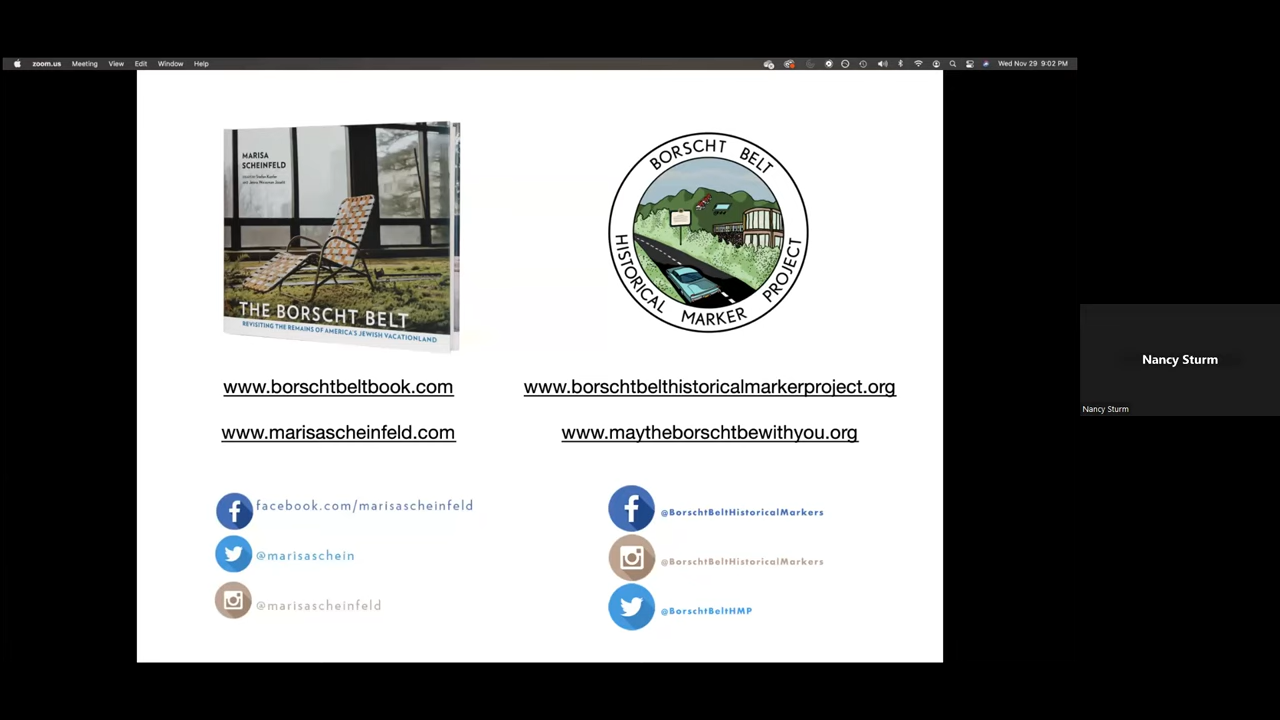 zoom.us Meeting View Edit Window Help Wed Nov 29 9:02 PM
MARISA
SCHEINFELD
THE BORSCHT BELT
REVISITING THE REMAINS OF AMERICA'S JEWISH VACATIONLAND
BORSCHT BELT
HISTORICAL MARKER PROJECT
www.borschtbeltbook.com
www.borschtbelthistoricalmarkerproject.org
www.marisascheinfeld.com
www.maytheborschtbewithyou.org
facebook.com/marisascheinfeld
@marisaschein
@marisascheinfeld
@BorschtBeltHistoricalMarkers
@BorschtBeltHistoricalMarkers
@BorschtBeltHMP
Nancy Sturm
Nancy Sturm